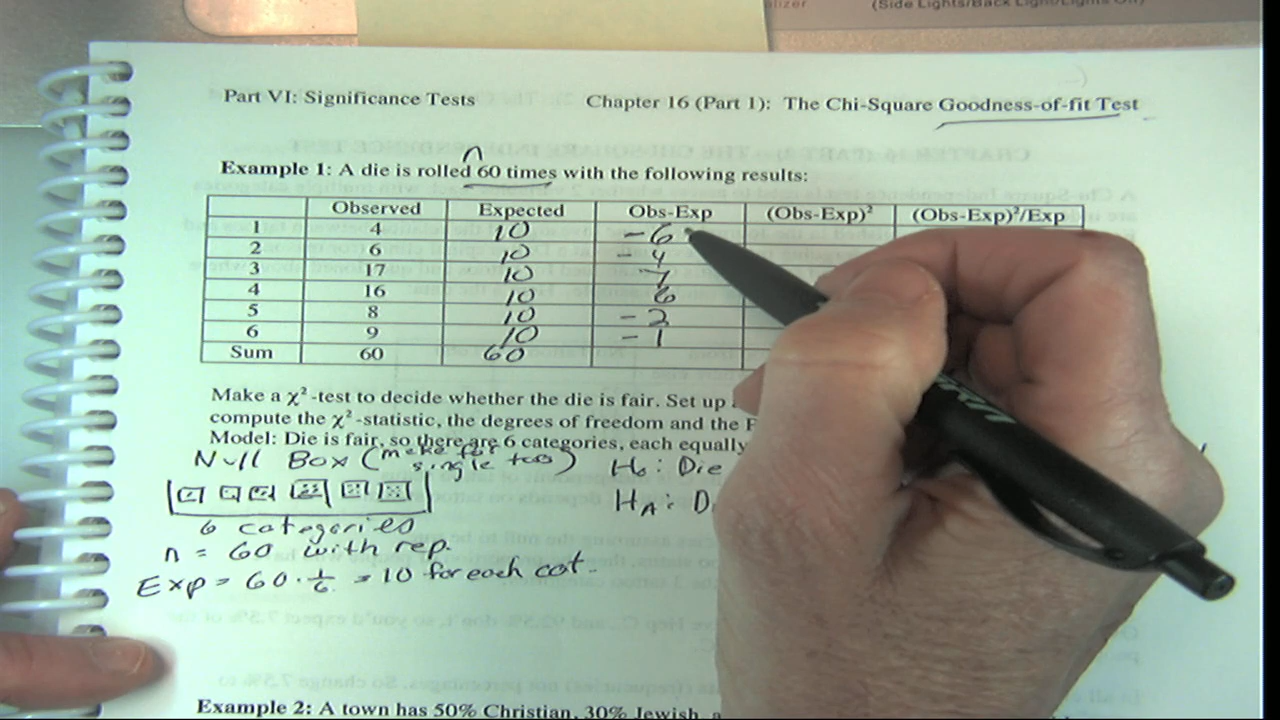 (Side Lights/Back Light/Lights Off)
Part VI: Significance Tests Chapter 16 (Part 1): The Chi-Square Goodness-of-fit Test
n
Example 1: A die is rolled 60 times with the following results:
Observed Expected Obs-Exp (Obs-Exp)² (Obs-Exp)²/Exp
1 4 10 -6
2 6 10 -4
3 17 10 7
4 16 10 6
5 8 10 -2
6 9 10 -1
Sum 60 60
Make a χ²-test to decide whether the die is fair. Set up
compute the χ²-statistic, the degrees of freedom and the P
Model: Die is fair, so there are 6 categories, each equally
Null Box (make for
single too) H₀: Die
H_A: D
6 categories
n = 60 with rep.
Exp = 60 · 1/6 = 10 for each cat.
Example 2: A town has 50% Christian, 30% Jewish,